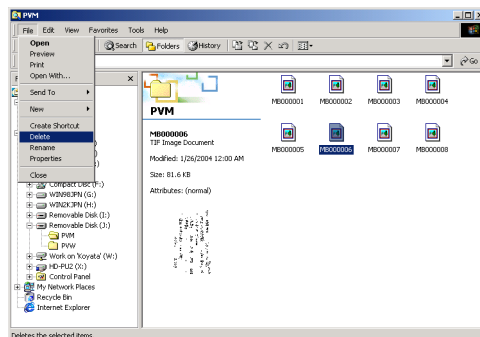 PVM
File Edit View Favorites Tools Help
Search Folders History
Go
Open
Preview
Print
Open With...
Send To
New
Create Shortcut
Delete
Rename
Properties
Close
Compact Disc (F:)
WIN98JPN (G:)
WIN2KJPN (H:)
Removable Disk (I:)
Removable Disk (J:)
PVM
PVW
Work on 'Koyata' (W:)
HD-PU2 (X:)
Control Panel
My Network Places
Recycle Bin
Internet Explorer
PVM
MB000006
TIF Image Document
Modified: 1/26/2004 12:00 AM
Size: 81.6 KB
Attributes: (normal)
MB000001 MB000002 MB000003 MB000004
MB000005 MB000006 MB000007 MB000008
Deletes the selected items.